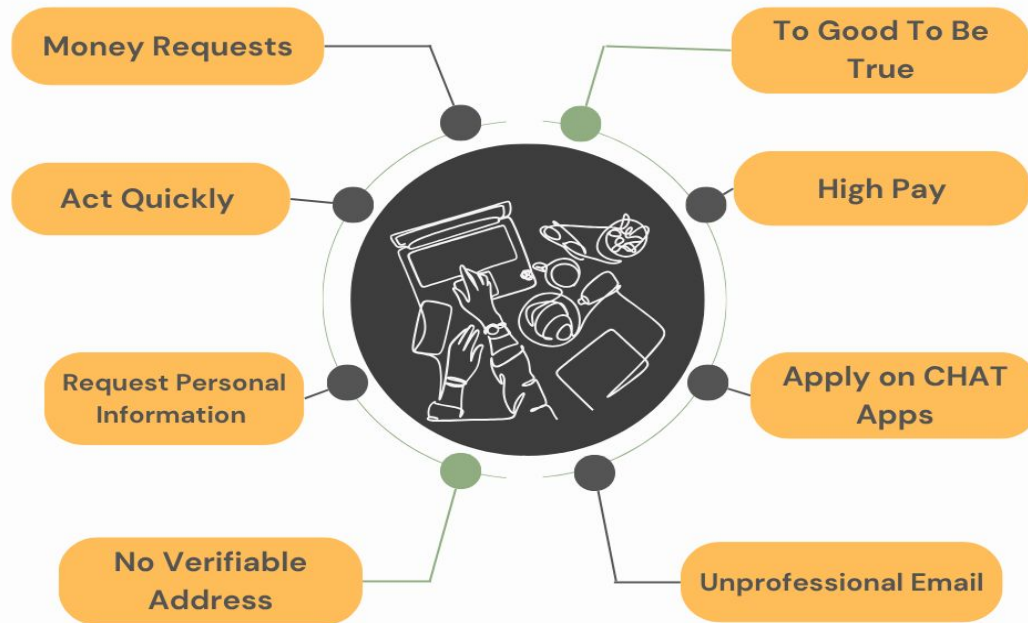 Money Requests
To Good To Be
True
Act Quickly
High Pay
Request Personal
Information
Apply on CHAT
Apps
No Verifiable
Address
Unprofessional Email